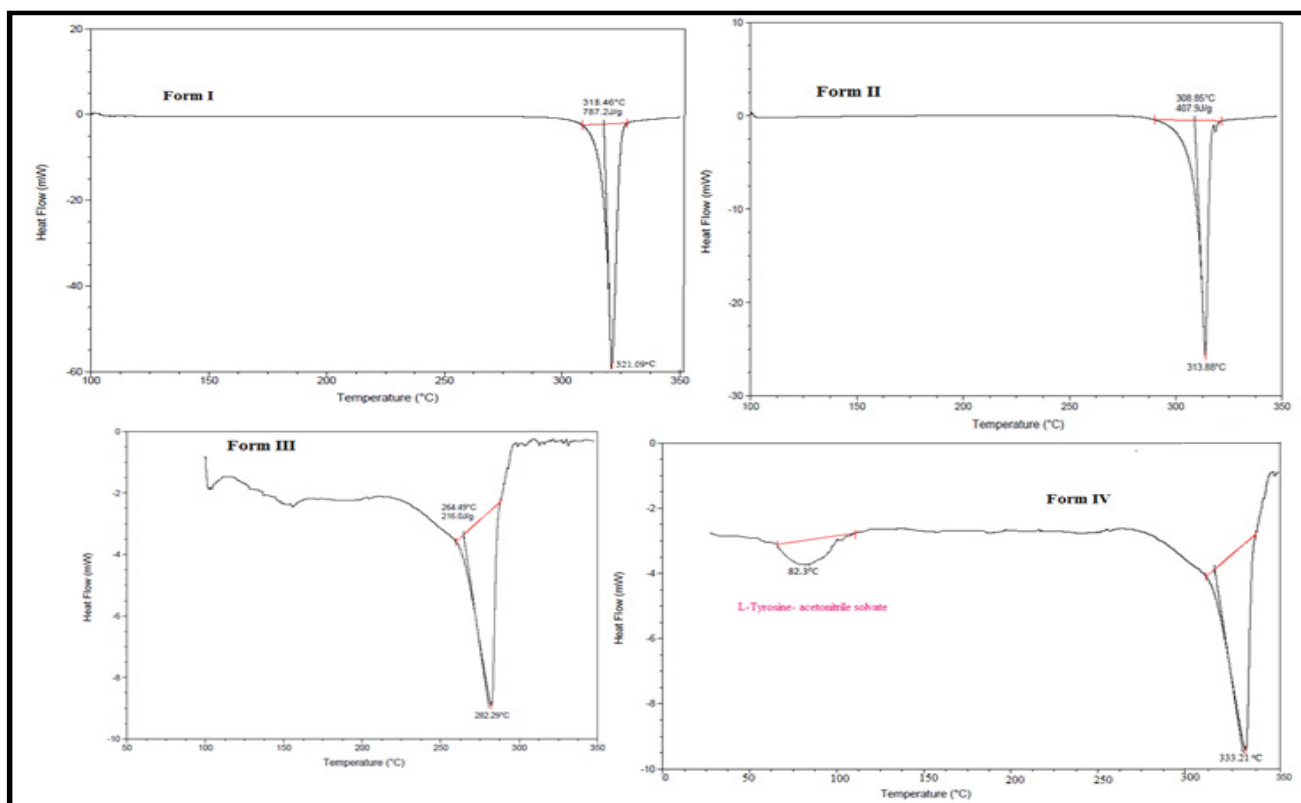 Form I
20
0
-20
-40
-60
Heat Flow (mW)
318.46°C
787.2J/g
321.09°C
100
150
200
250
300
350
Temperature (°C)
Form II
10
0
-10
-20
-30
Heat Flow (mW)
308.85°C
407.9J/g
313.88°C
100
150
200
250
300
350
Temperature (°C)
Form III
0
-2
-4
-6
-8
-10
Heat Flow (mW)
264.49°C
216.0J/g
282.29°C
50
100
150
200
250
300
350
Temperature (°C)
Form IV
-2
-4
-6
-8
-10
Heat Flow (mW)
82.3°C
L-Tyrosine- acetonitrile solvate
333.21 °C
0
50
100
150
200
250
300
350
Temperature (°C)